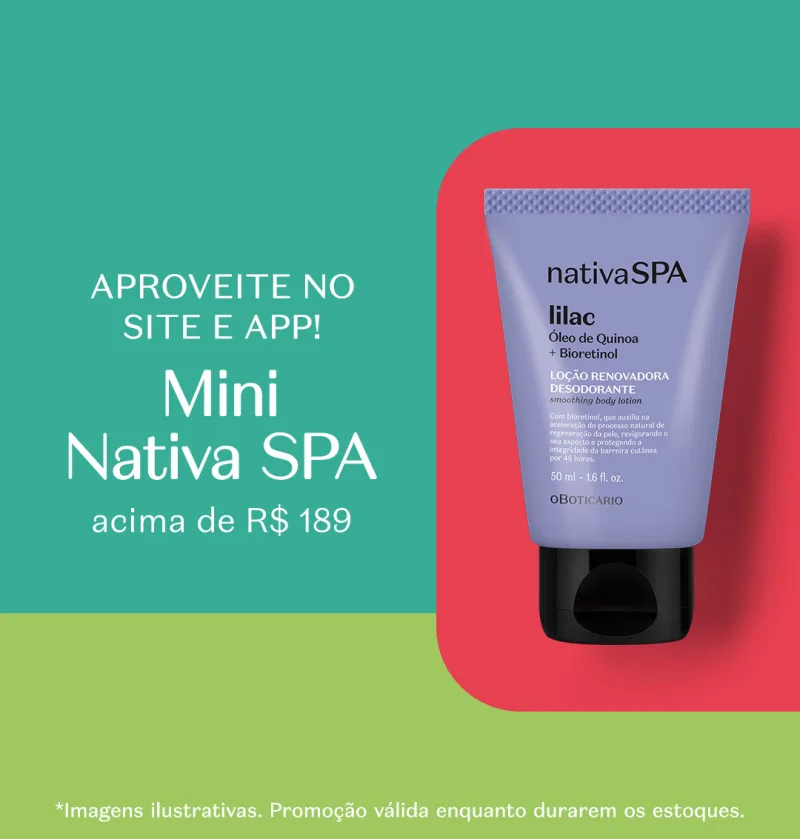 APROVEITE NO
SITE E APP!
Mini
Nativa SPA
acima de R$ 189
nativaSPA
lilac
Óleo de Quinoa
+ Bioretinol
LOÇÃO RENOVADORA
DESODORANTE
smoothing body lotion
Com bioretinol, que auxilia na
aceleração do processo natural de
regeneração da pele, revigorando o
seu aspecto e protegendo a
integridade da barreira cutânea
por 48 horas.
50 ml - 1.6 fl. oz.
OBOTICÁRIO
*Imagens ilustrativas. Promoção válida enquanto durarem os estoques.